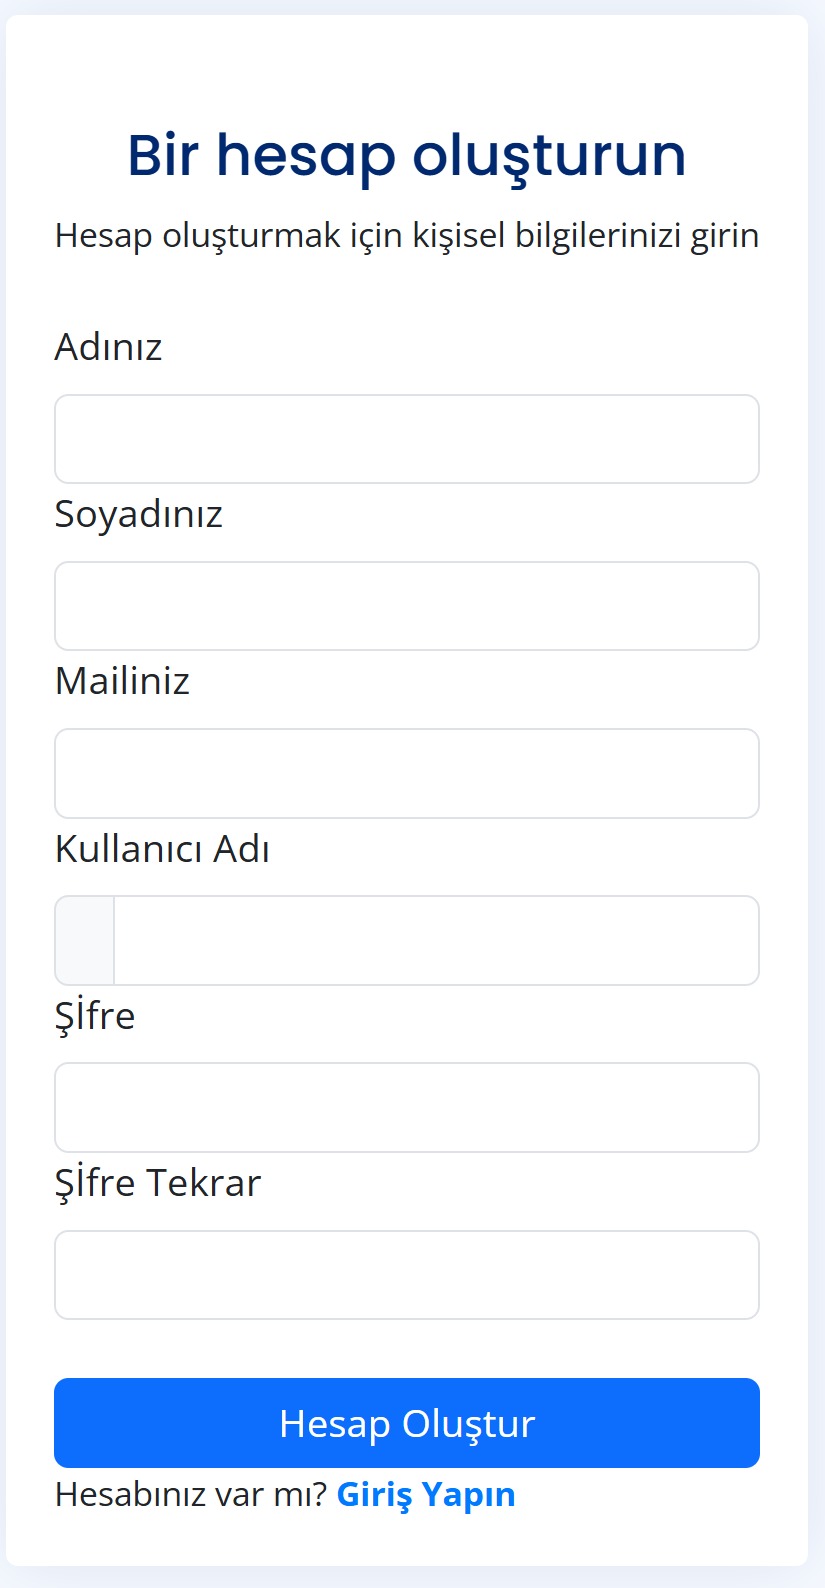 Bir hesap oluşturun
Hesap oluşturmak için kişisel bilgilerinizi girin
Adınız
Soyadınız
Mailiniz
Kullanıcı Adı
Şİfre
Şİfre Tekrar
Hesap Oluştur
Hesabınız var mı? Giriş Yapın